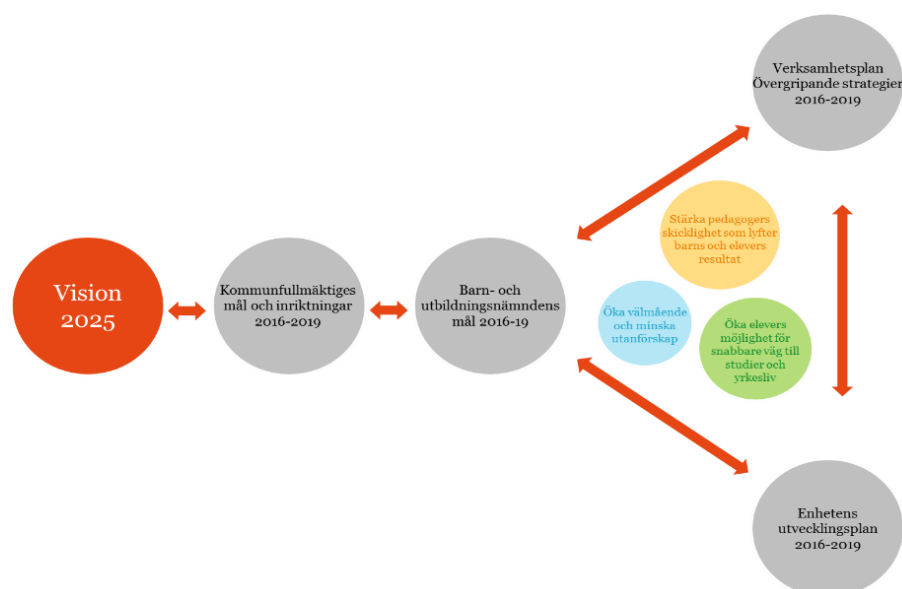 Vision
2025
Kommunfullmäktiges
mål och inriktningar
2016-2019
Barn- och
utbildningsnämndens
mål 2016-19
Verksamhetsplan
Övergripande strategier
2016-2019
Stärka pedagogers
skicklighet som lyfter
barns och elevers
resultat
Öka välmående
och minska
utanförskap
Öka elevers
möjlighet för
snabbare väg till
studier och
yrkesliv
Enhetens
utvecklingsplan
2016-2019